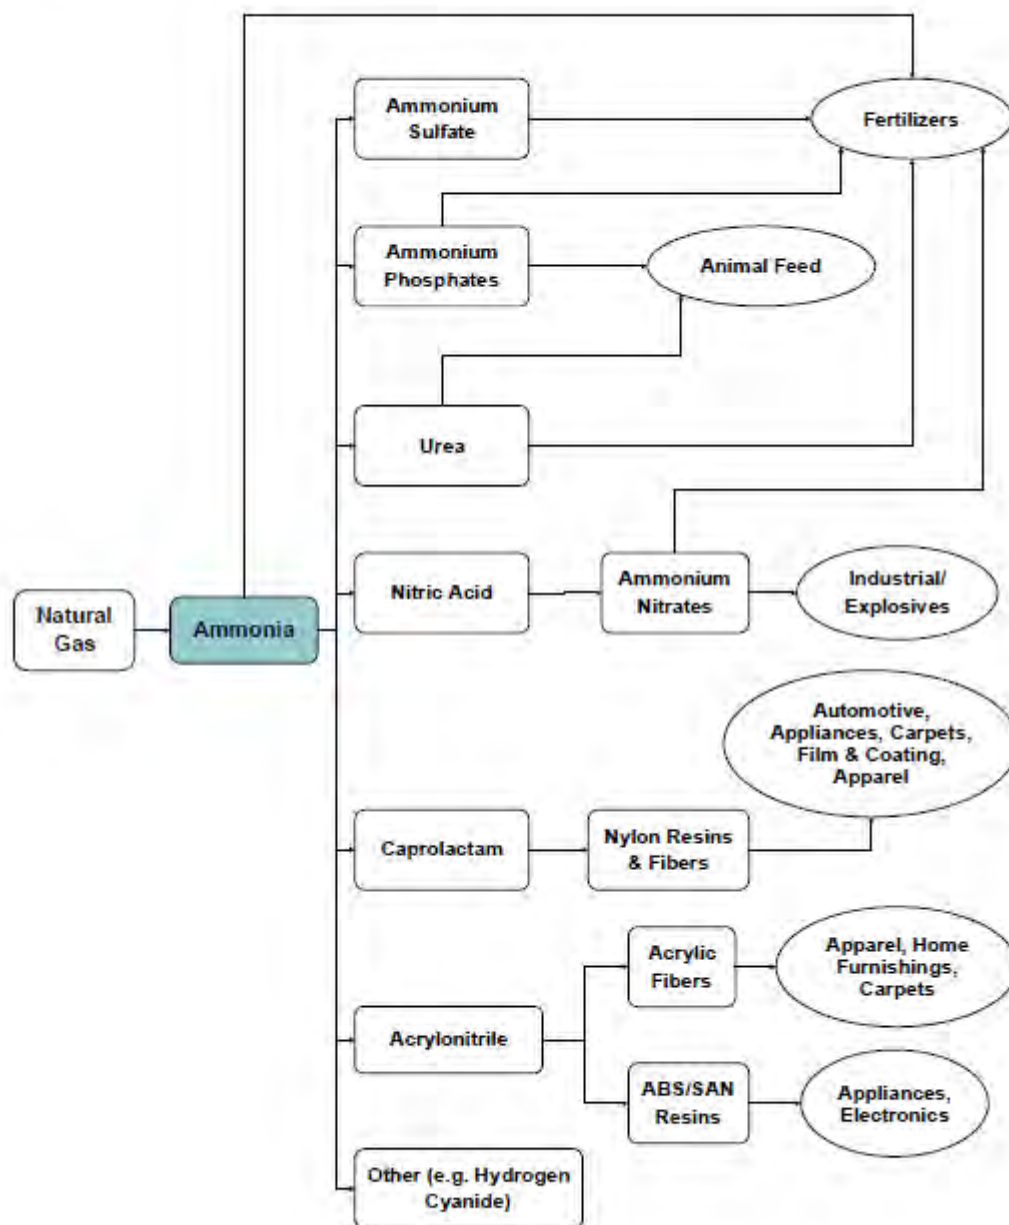 Ammonium
Sulfate
Fertilizers
Ammonium
Phosphates
Animal Feed
Urea
Natural
Gas
Ammonia
Nitric Acid
Ammonium
Nitrates
Industrial/
Explosives
Automotive,
Appliances, Carpets,
Film & Coating,
Apparel
Caprolactam
Nylon Resins
& Fibers
Acrylic
Fibers
Apparel, Home
Furnishings,
Carpets
Acrylonitrile
ABS/SAN
Resins
Appliances,
Electronics
Other (e.g. Hydrogen
Cyanide)